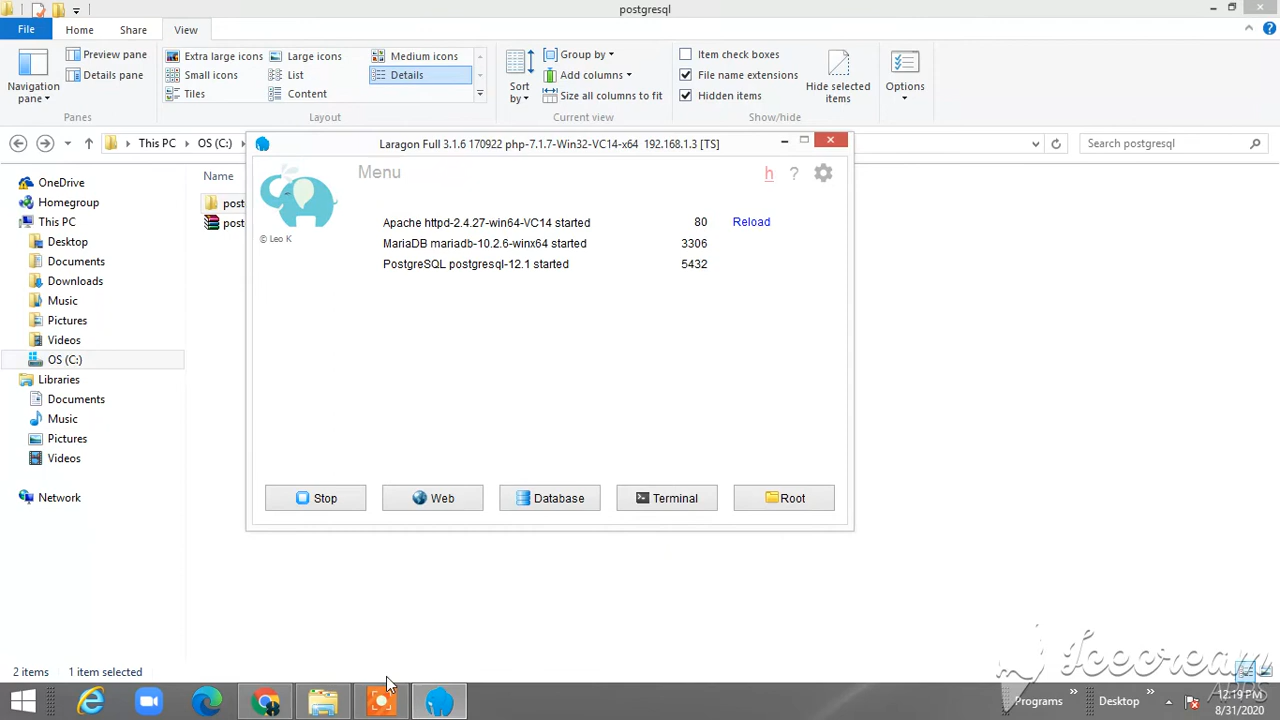 postgresql
File
Home
Share
View
Navigation pane
Preview pane
Details pane
Panes
Extra large icons
Large icons
Medium icons
Small icons
List
Details
Tiles
Content
Layout
Sort by
Group by
Add columns
Size all columns to fit
Current view
Item check boxes
File name extensions
Hidden items
Hide selected items
Show/hide
Options
This PC
OS (C:)
Search postgresql
OneDrive
Homegroup
This PC
Desktop
Documents
Downloads
Music
Pictures
Videos
OS (C:)
Libraries
Documents
Music
Pictures
Videos
Network
Name
post
post
Laragon Full 3.1.6 170922 php-7.1.7-Win32-VC14-x64 192.168.1.3 [TS]
Menu
h ?
© Leo K
Apache httpd-2.4.27-win64-VC14 started 80 Reload
MariaDB mariadb-10.2.6-winx64 started 3306
PostgreSQL postgresql-12.1 started 5432
Stop
Web
Database
Terminal
Root
2 items 1 item selected
Icecream
APPS
Programs
Desktop
12:19 PM
8/31/2020